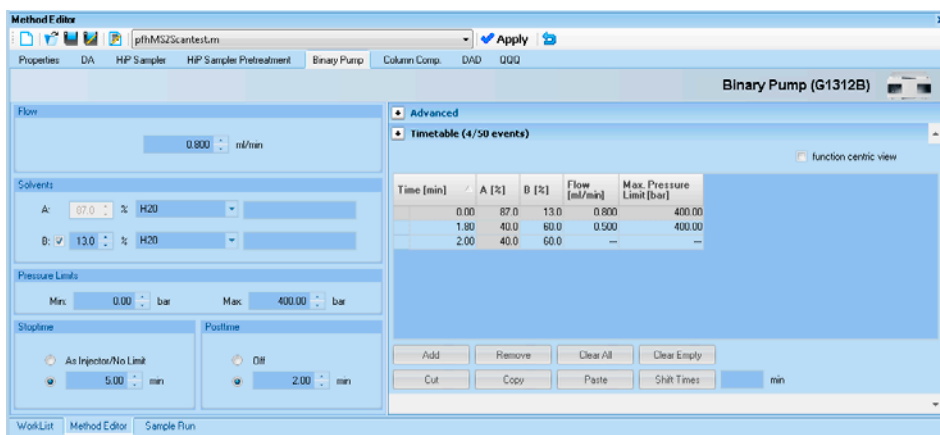 Method Editor
pfhMS2Scantest.m
Apply
Properties DA HiP Sampler HiP Sampler Pretreatment Binary Pump Column Comp. DAD QQQ
Binary Pump (G1312B)
Flow
0.800 ml/min
Solvents
A: 87.0 % H20
B: 13.0 % H20
Pressure Limits
Min: 0.00 bar Max: 400.00 bar
Stoptime
As Injector/No Limit
5.00 min
Posttime
Off
2.00 min
Advanced
Timetable (4/50 events)
function centric view
Time [min] A [%] B [%] Flow [ml/min] Max. Pressure Limit [bar]
0.00 87.0 13.0 0.800 400.00
1.80 40.0 60.0 0.500 400.00
2.00 40.0 60.0 --- ---
Add Remove Clear All Clear Empty
Cut Copy Paste Shift Times min
WorkList Method Editor Sample Run